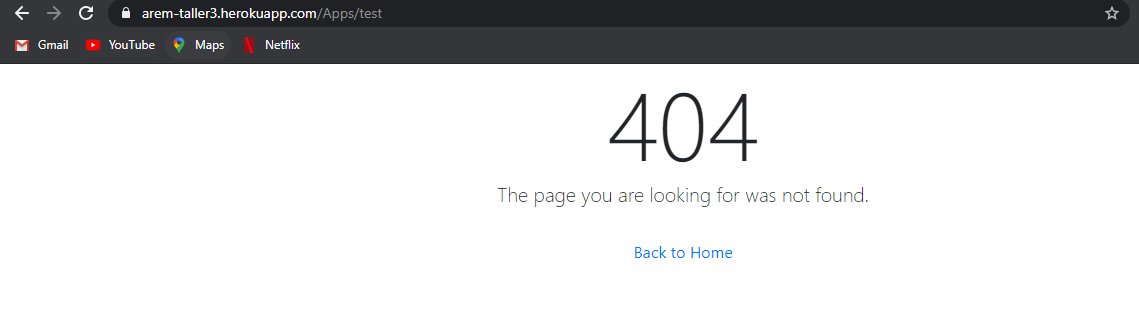 arem-taller3.herokuapp.com/Apps/test
Gmail YouTube Maps Netflix
404
The page you are looking for was not found.
Back to Home